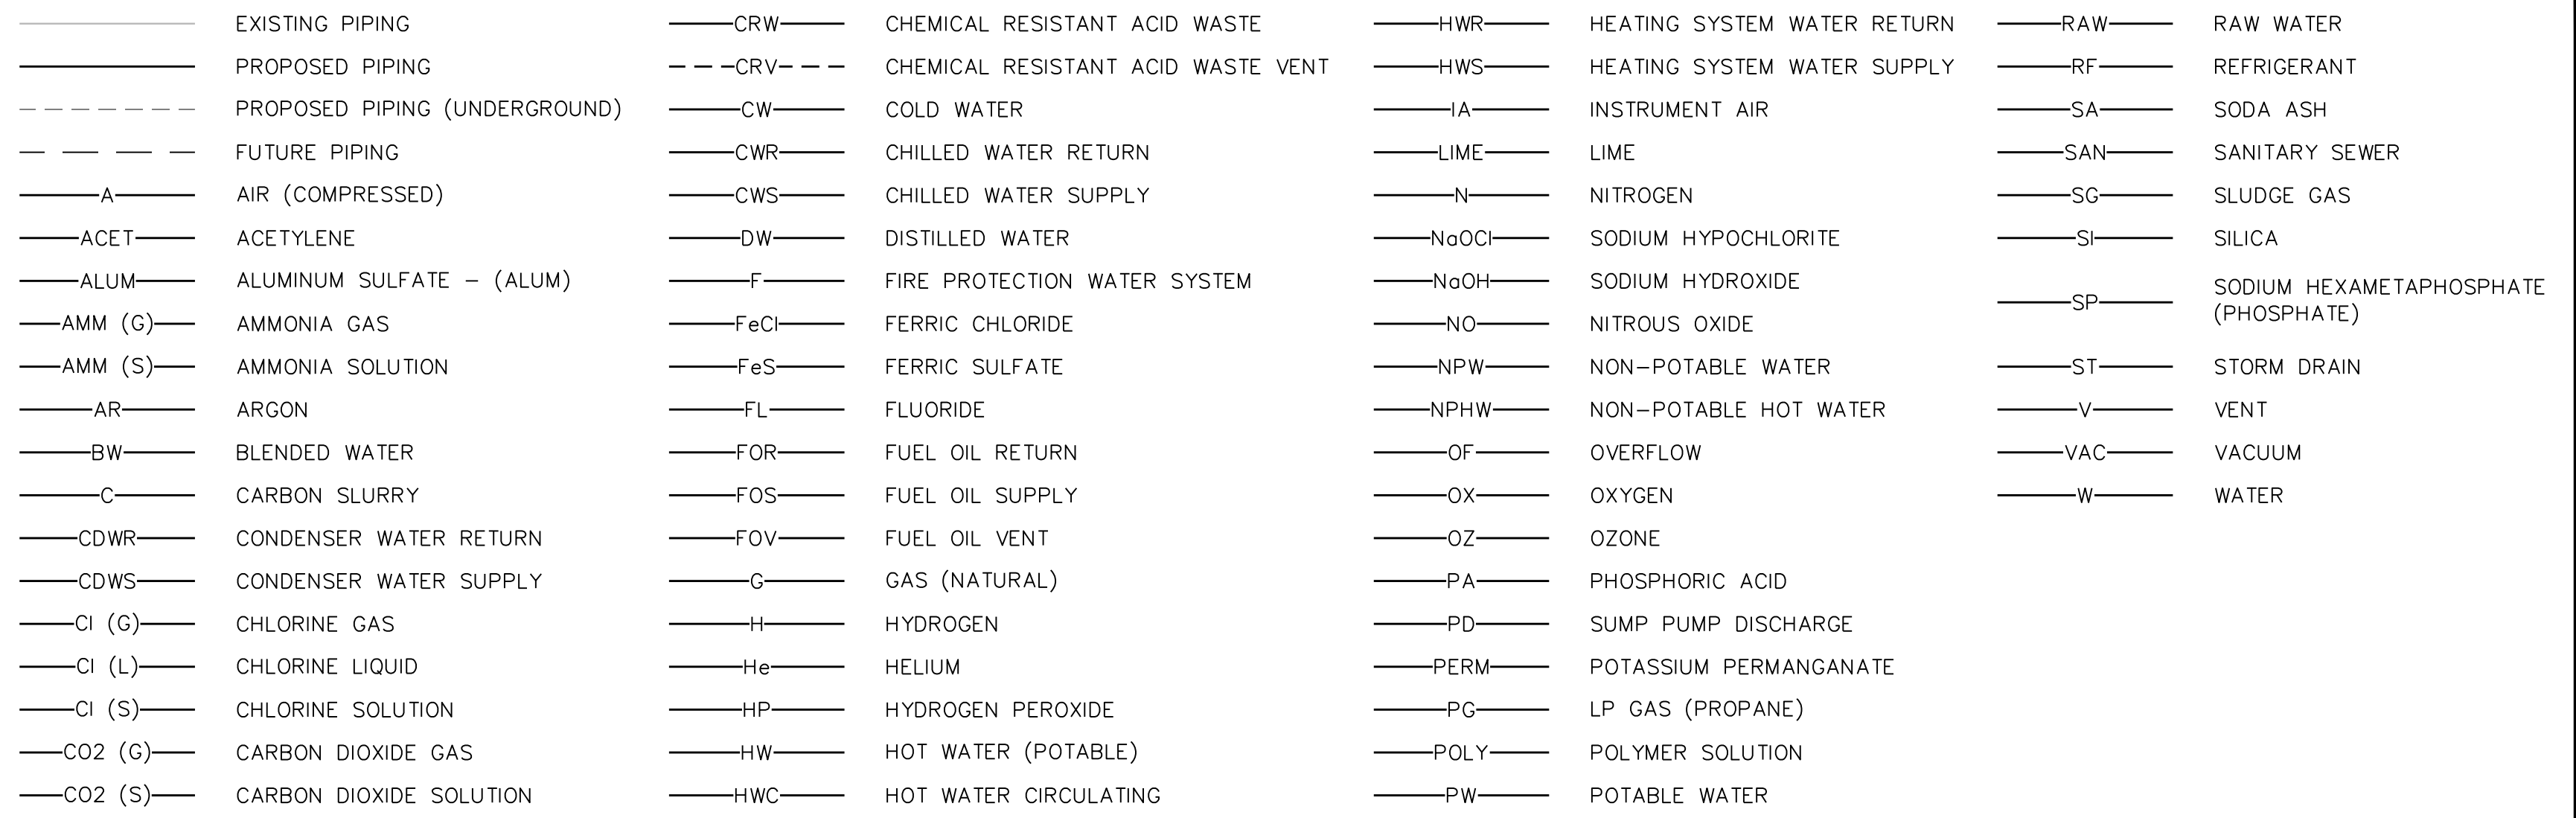 EXISTING PIPING
PROPOSED PIPING
PROPOSED PIPING (UNDERGROUND)
FUTURE PIPING
A AIR (COMPRESSED)
ACET ACETYLENE
ALUM ALUMINUM SULFATE - (ALUM)
AMM (G) AMMONIA GAS
AMM (S) AMMONIA SOLUTION
AR ARGON
BW BLENDED WATER
C CARBON SLURRY
CDWR CONDENSER WATER RETURN
CDWS CONDENSER WATER SUPPLY
Cl (G) CHLORINE GAS
Cl (L) CHLORINE LIQUID
Cl (S) CHLORINE SOLUTION
CO2 (G) CARBON DIOXIDE GAS
CO2 (S) CARBON DIOXIDE SOLUTION
CRW CHEMICAL RESISTANT ACID WASTE
CRV CHEMICAL RESISTANT ACID WASTE VENT
CW COLD WATER
CWR CHILLED WATER RETURN
CWS CHILLED WATER SUPPLY
DW DISTILLED WATER
F FIRE PROTECTION WATER SYSTEM
FeCl FERRIC CHLORIDE
FeS FERRIC SULFATE
FL FLUORIDE
FOR FUEL OIL RETURN
FOS FUEL OIL SUPPLY
FOV FUEL OIL VENT
G GAS (NATURAL)
H HYDROGEN
He HELIUM
HP HYDROGEN PEROXIDE
HW HOT WATER (POTABLE)
HWC HOT WATER CIRCULATING
HWR HEATING SYSTEM WATER RETURN
HWS HEATING SYSTEM WATER SUPPLY
IA INSTRUMENT AIR
LIME LIME
N NITROGEN
NaOCl SODIUM HYPOCHLORITE
NaOH SODIUM HYDROXIDE
NO NITROUS OXIDE
NPW NON-POTABLE WATER
NPHW NON-POTABLE HOT WATER
OF OVERFLOW
OX OXYGEN
OZ OZONE
PA PHOSPHORIC ACID
PD SUMP PUMP DISCHARGE
PERM POTASSIUM PERMANGANATE
PG LP GAS (PROPANE)
POLY POLYMER SOLUTION
PW POTABLE WATER
RAW RAW WATER
RF REFRIGERANT
SA SODA ASH
SAN SANITARY SEWER
SG SLUDGE GAS
SI SILICA
SP SODIUM HEXAMETAPHOSPHATE
(PHOSPHATE)
ST STORM DRAIN
V VENT
VAC VACUUM
W WATER